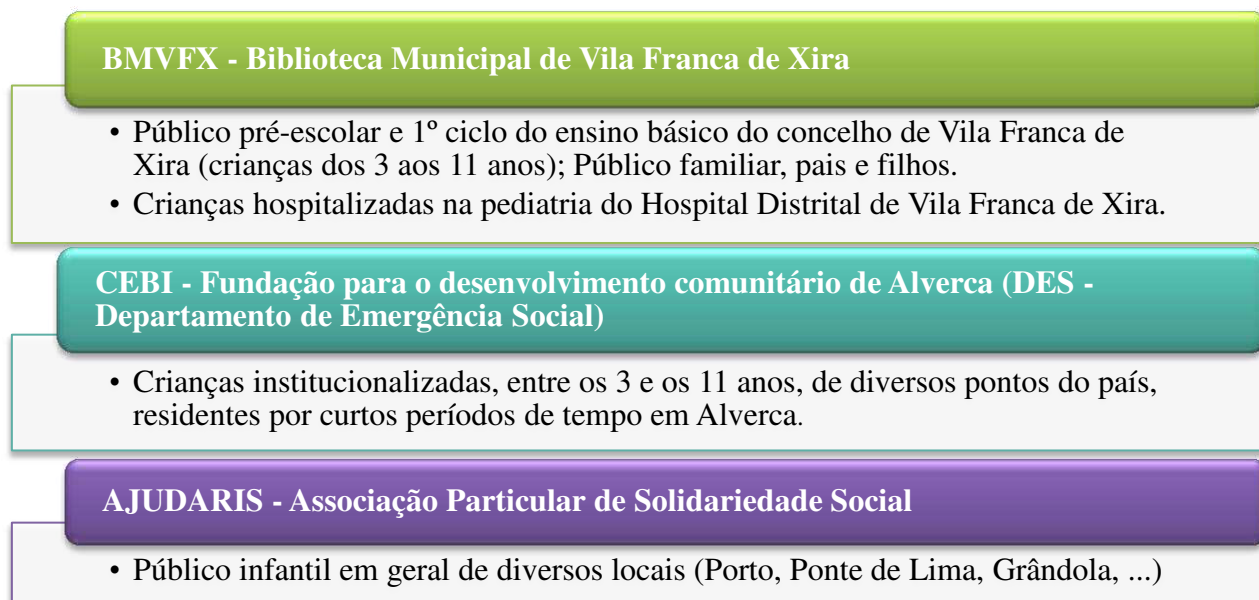 BMVFX - Biblioteca Municipal de Vila Franca de Xira
• Público pré-escolar e 1º ciclo do ensino básico do concelho de Vila Franca de
Xira (crianças dos 3 aos 11 anos); Público familiar, pais e filhos.
• Crianças hospitalizadas na pediatria do Hospital Distrital de Vila Franca de Xira.
CEBI - Fundação para o desenvolvimento comunitário de Alverca (DES -
Departamento de Emergência Social)
• Crianças institucionalizadas, entre os 3 e os 11 anos, de diversos pontos do país,
residentes por curtos períodos de tempo em Alverca.
AJUDARIS - Associação Particular de Solidariedade Social
• Público infantil em geral de diversos locais (Porto, Ponte de Lima, Grândola, ...)